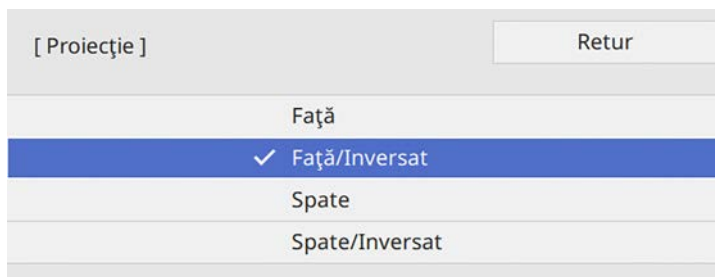 [ Proiecţie ]
Retur
Faţă
Faţă/Inversat
Spate
Spate/Inversat